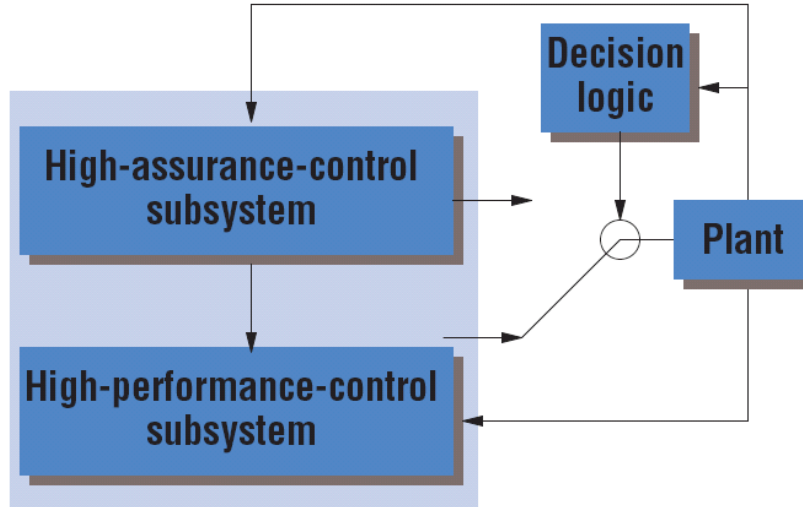 Decision
logic
High-assurance-control
subsystem
Plant
High-performance-control
subsystem